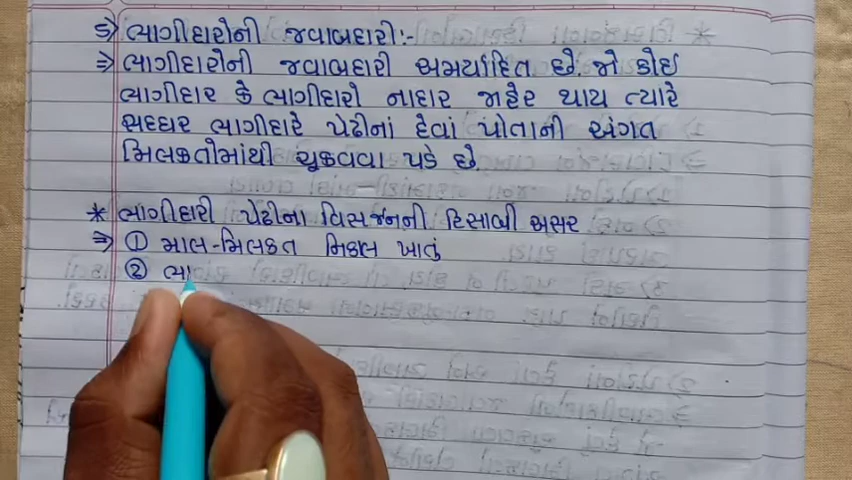 ડ) ભાગીદારોની જવાબદારી:-
⇒ ભાગીદારોની જવાબદારી અમર્યાદિત છે. જો કોઈ
ભાગીદાર કે ભાગીદારો નાદાર જાહેર થાય ત્યારે
સધ્ધર ભાગીદારે પેઢીનાં દેવાં પોતાની અંગત
મિલકતોમાંથી ચૂકવવા પડે છે.
* ભાગીદારી પેઢીના વિસર્જનની હિસાબી અસર
⇒ ① માલ-મિલકત નિકાલ ખાતું
② ભા